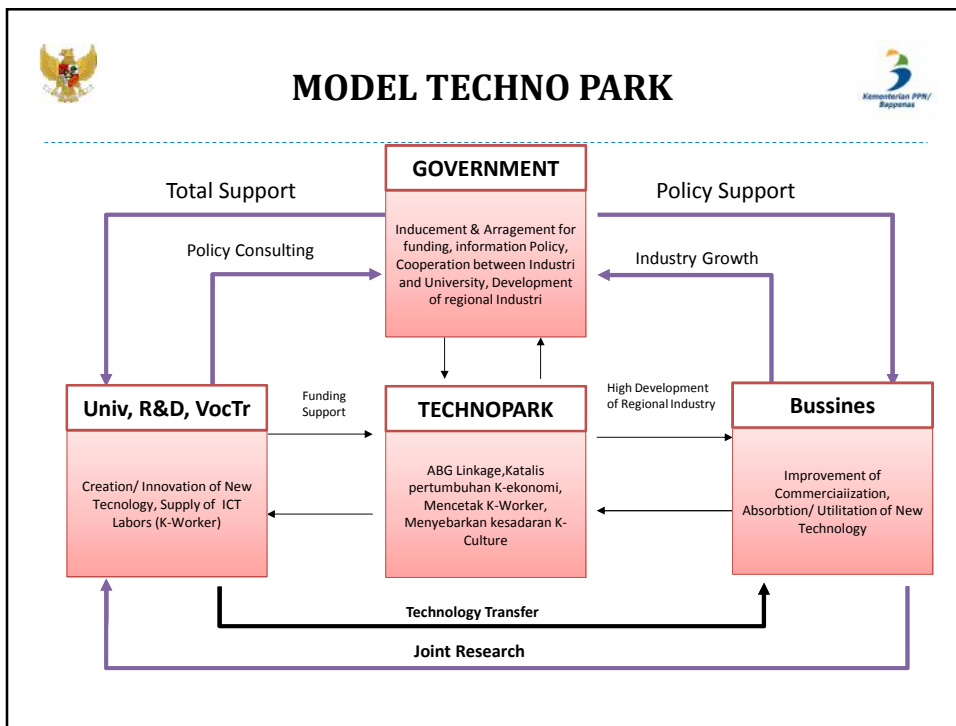 MODEL TECHNO PARK
Kementerian PPN/
Bappenas
GOVERNMENT
Total Support
Policy Support
Inducement & Arragement for
funding, information Policy,
Cooperation between Industri
and University, Development
of regional Industri
Policy Consulting
Industry Growth
Univ, R&D, VocTr
Funding
Support
TECHNOPARK
High Development
of Regional Industry
Bussines
Creation/ Innovation of New
Tecnology, Supply of ICT
Labors (K-Worker)
ABG Linkage,Katalis
pertumbuhan K-ekonomi,
Mencetak K-Worker,
Menyebarkan kesadaran K-
Culture
Improvement of
Commerciaiization,
Absorbtion/ Utilitation of New
Technology
Technology Transfer
Joint Research